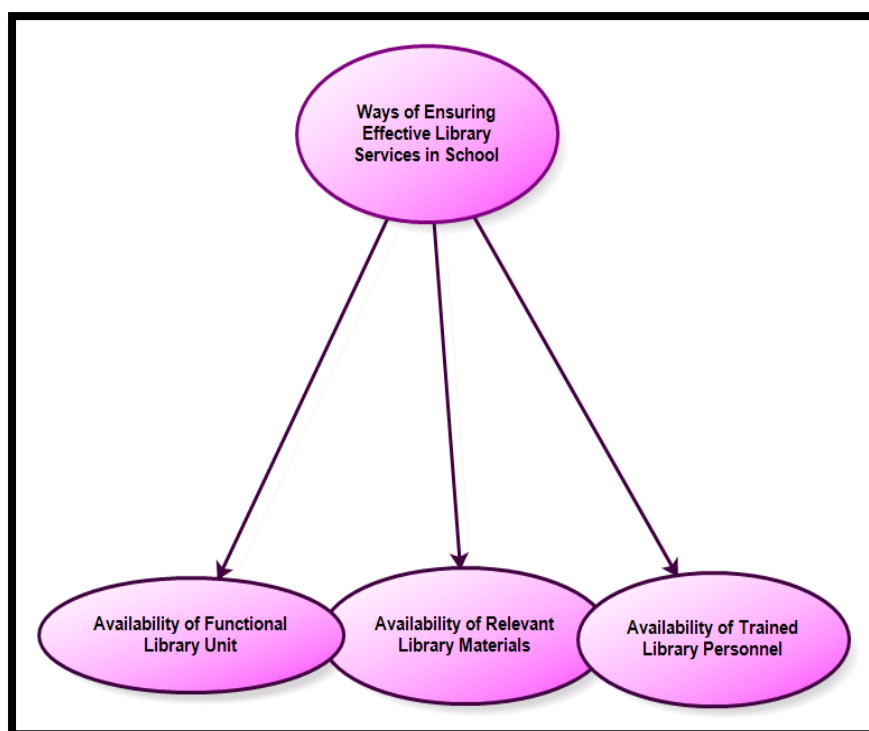 Ways of Ensuring
Effective Library
Services in School
Availability of Functional
Library Unit
Availability of Relevant
Library Materials
Availability of Trained
Library Personnel